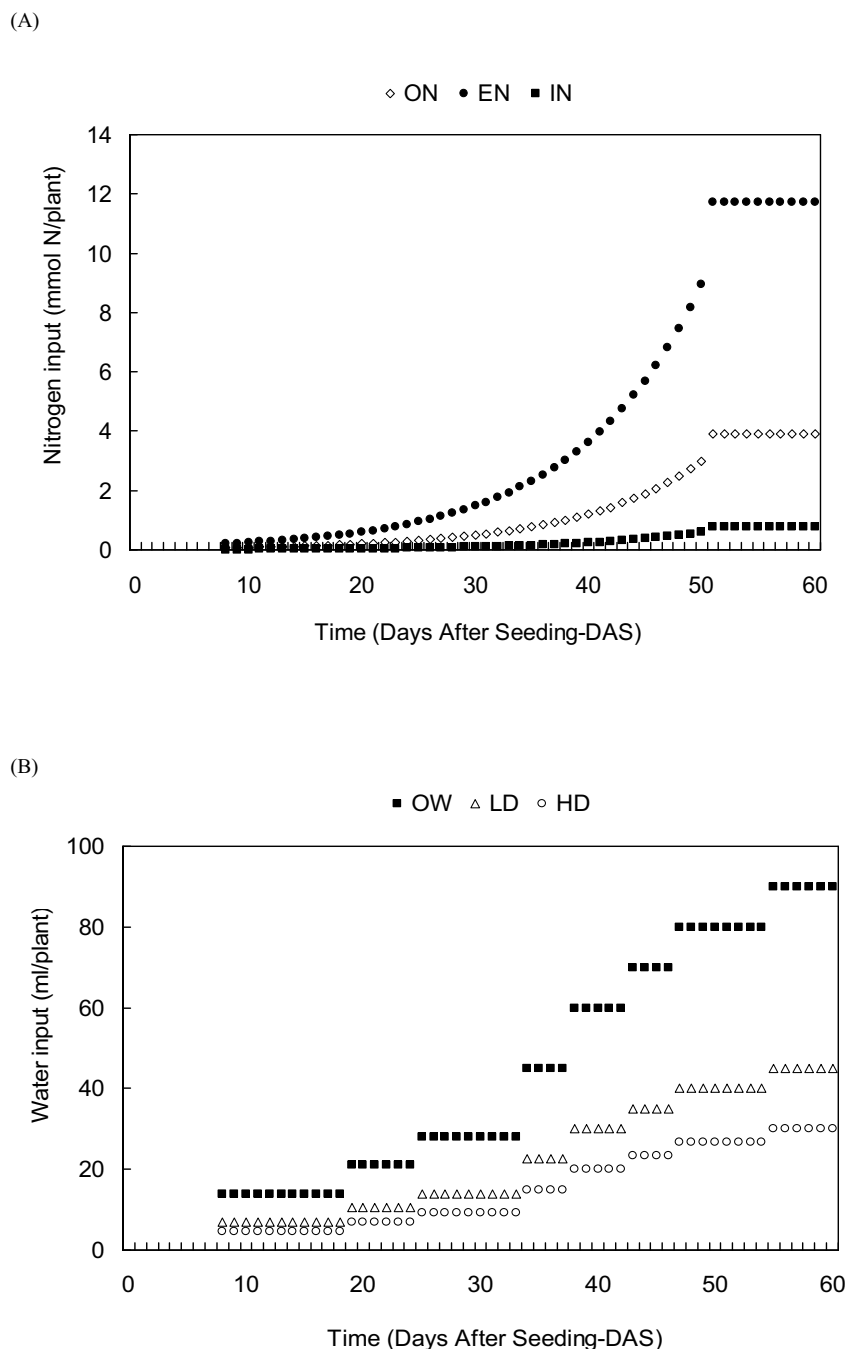 (A)
◇ ON ● EN ■ IN
14
12
10
8
6
4
2
0
Nitrogen input (mmol N/plant)
0 10 20 30 40 50 60
Time (Days After Seeding-DAS)
(B)
■ OW △ LD ○ HD
100
80
60
40
20
0
Water input (ml/plant)
0 10 20 30 40 50 60
Time (Days After Seeding-DAS)